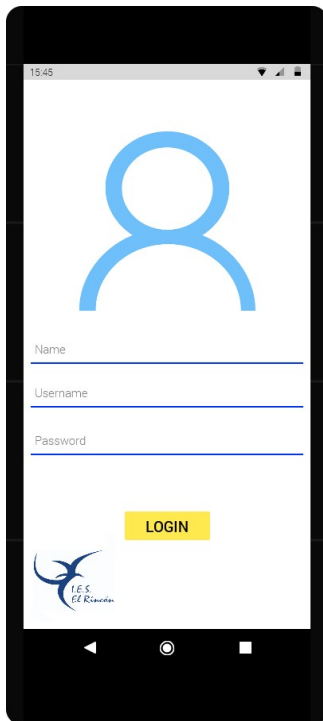 15:45
Name
Username
Password
LOGIN
I.E.S.
El Rincón